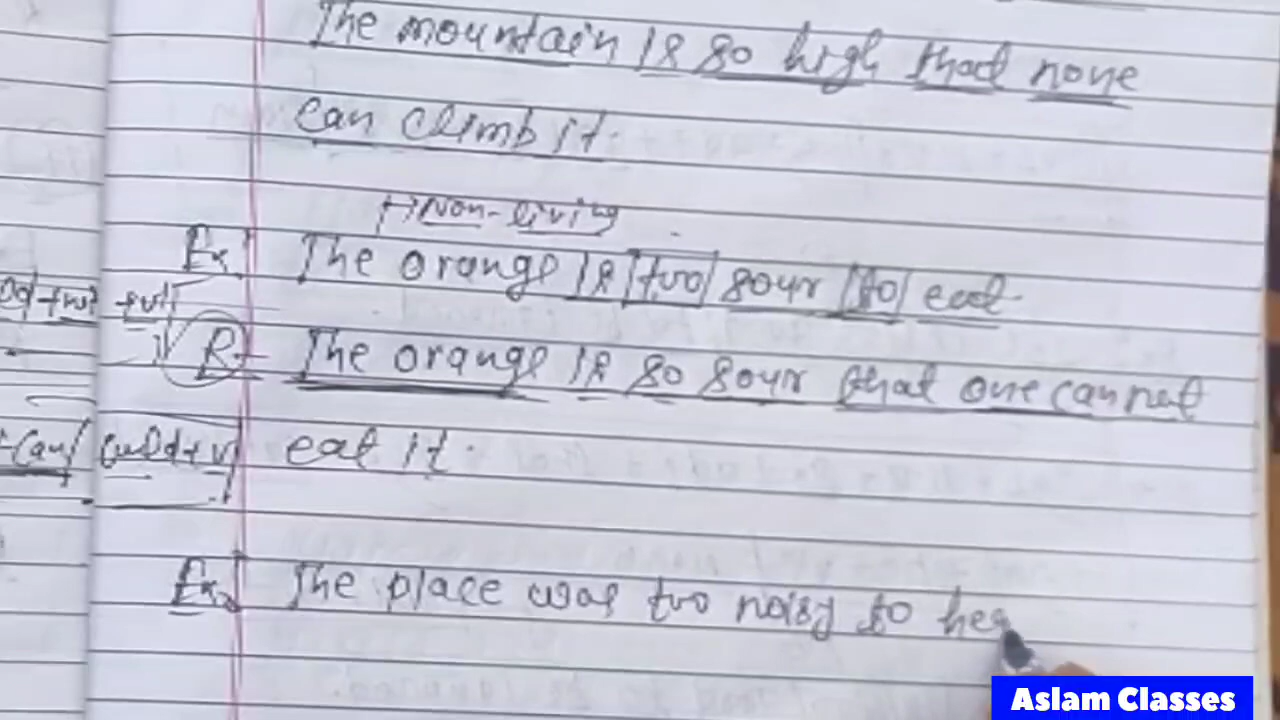 The mountain is so high that none
can climb it.
→ Non-living
Ex. The orange is too sour to eat.
R → The orange is so sour that one cannot
can/ could + v
eat it.
Ex. The place was too noisy to hea
Aslam Classes